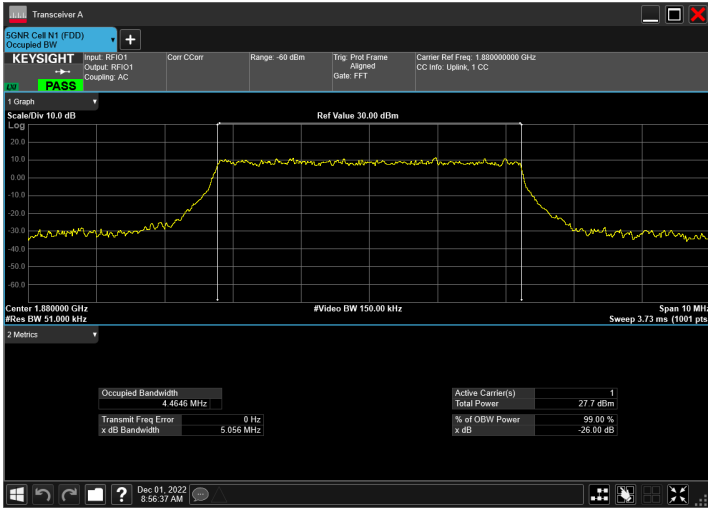 Transceiver A
5GNR Cell N1 (FDD)
Occupied BW
KEYSIGHT
PASS
Input: RFIO1
Output: RFIO1
Coupling: AC
Corr CCorr
Range: -60 dBm
Trig: Prot Frame
Aligned
Gate: FFT
Carrier Ref Freq: 1.880000000 GHz
CC Info: Uplink, 1 CC
1 Graph
Scale/Div 10.0 dB
Ref Value 30.00 dBm
Log
20.0
10.0
0.00
-10.0
-20.0
-30.0
-40.0
-50.0
-60.0
Center 1.880000 GHz
#Video BW 150.00 kHz
Span 10 MHz
#Res BW 51.000 kHz
Sweep 3.73 ms (1001 pts
2 Metrics
Occupied Bandwidth
4.4646 MHz
Transmit Freq Error 0 Hz
x dB Bandwidth 5.056 MHz
Active Carrier(s) 1
Total Power 27.7 dBm
% of OBW Power 99.00 %
x dB -26.00 dB
?
Dec 01, 2022
8:56:37 AM